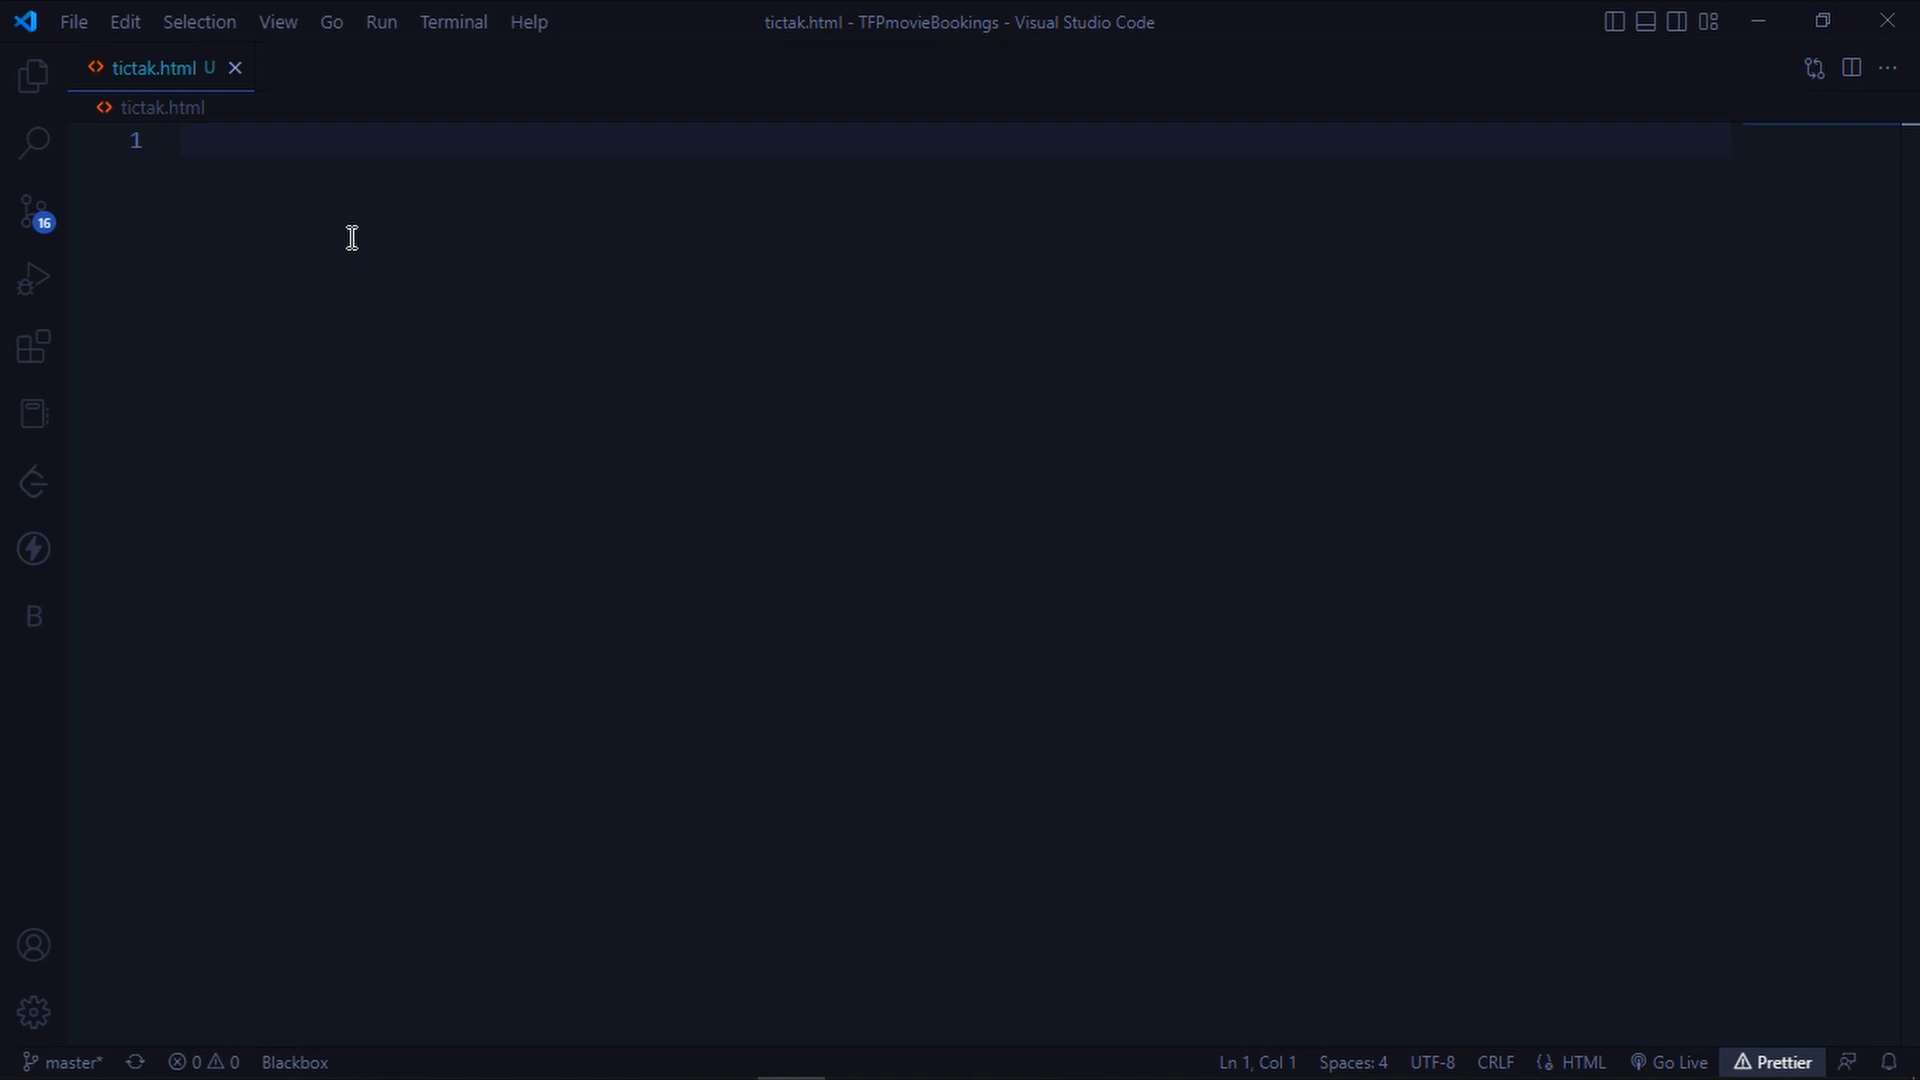 File Edit Selection View Go Run Terminal Help tictak.html - TFPmovieBookings - Visual Studio Code
tictak.html U
tictak.html
1
16
B
master* 0 0 Blackbox Ln 1, Col 1 Spaces: 4 UTF-8 CRLF HTML Go Live Prettier